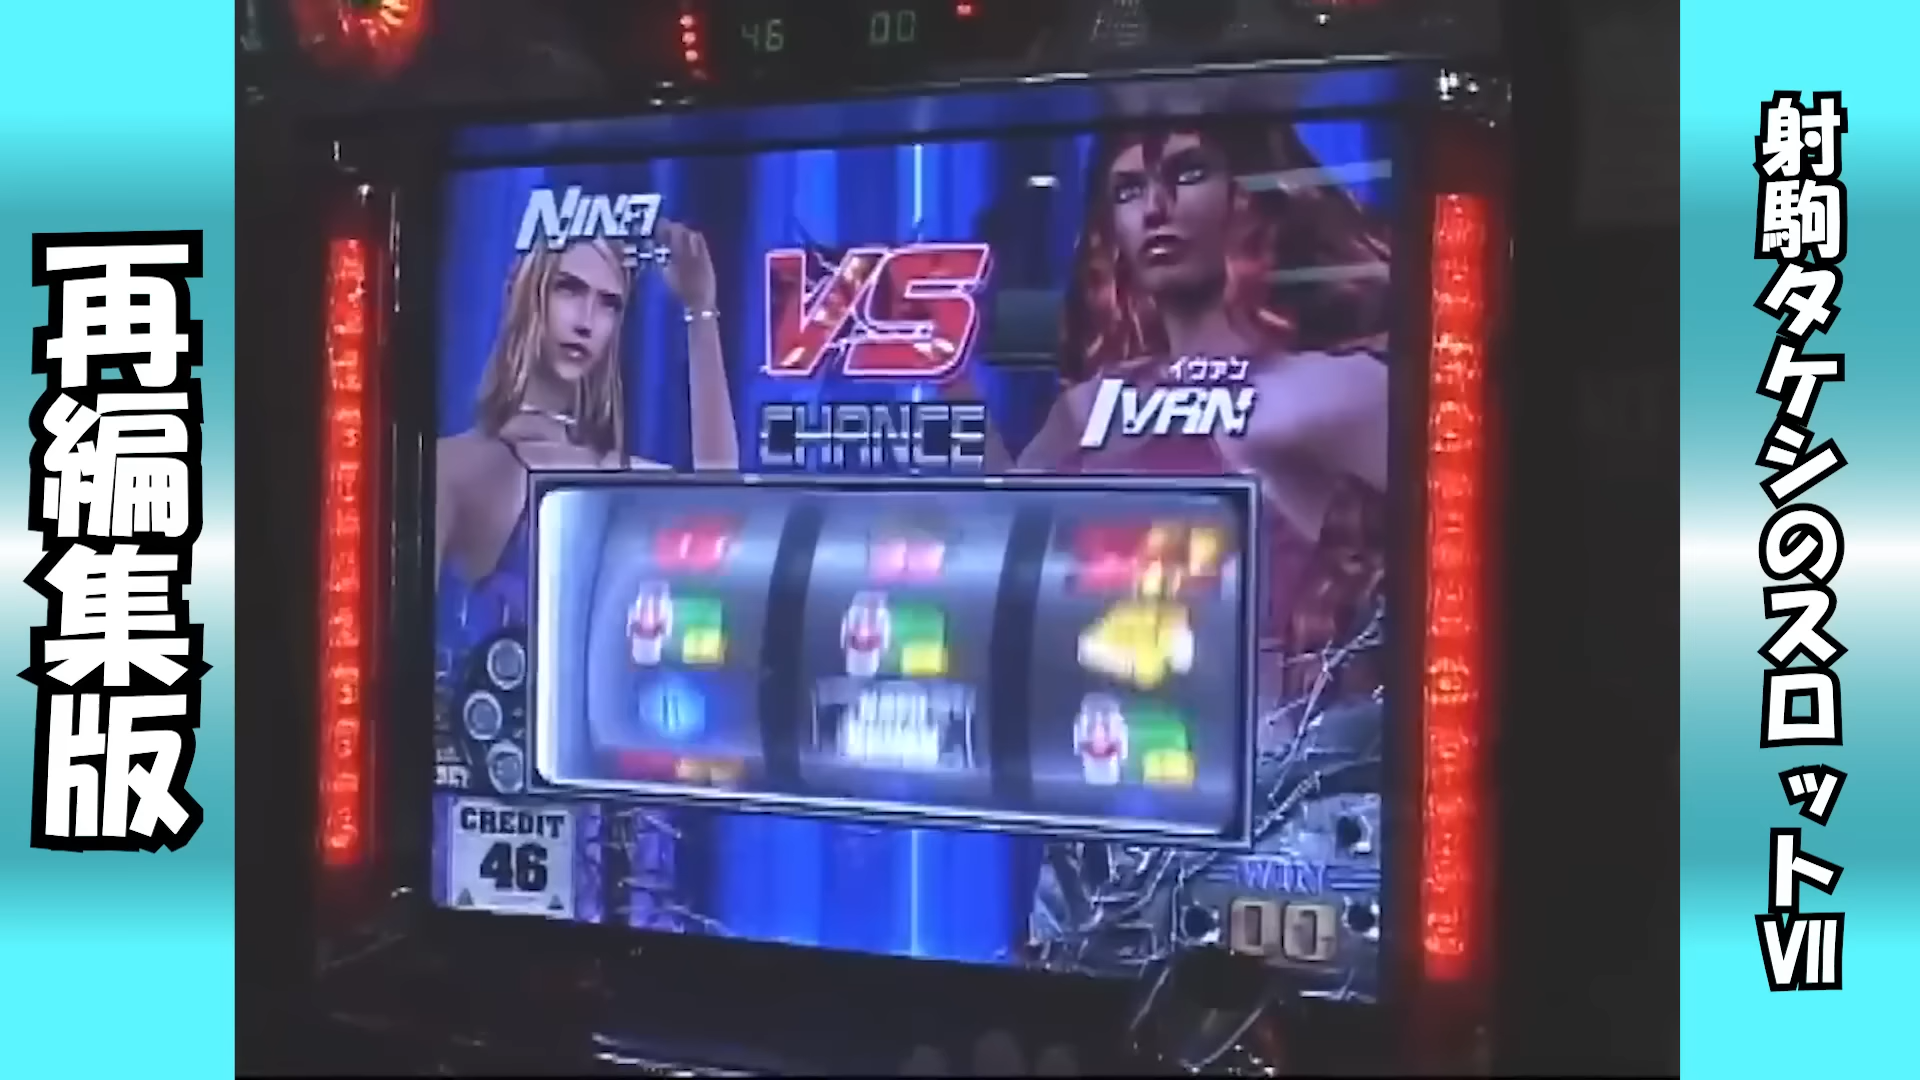 再編集版
46 00
NINA
ニーナ
VS
CHANCE
イヴァン
IVAN
CREDIT
46
WIN
00
射駒タケシのスロットⅦ